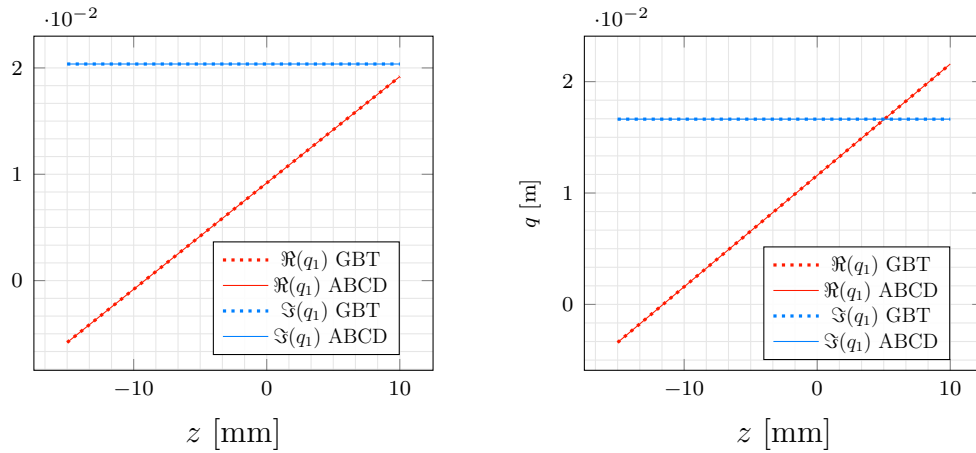 ·10⁻²
2
1
0
−10
0
10
z [mm]
ℜ(q₁) GBT
ℜ(q₁) ABCD
ℑ(q₁) GBT
ℑ(q₁) ABCD
·10⁻²
2
1
0
q [m]
−10
0
10
z [mm]
ℜ(q₁) GBT
ℜ(q₁) ABCD
ℑ(q₁) GBT
ℑ(q₁) ABCD